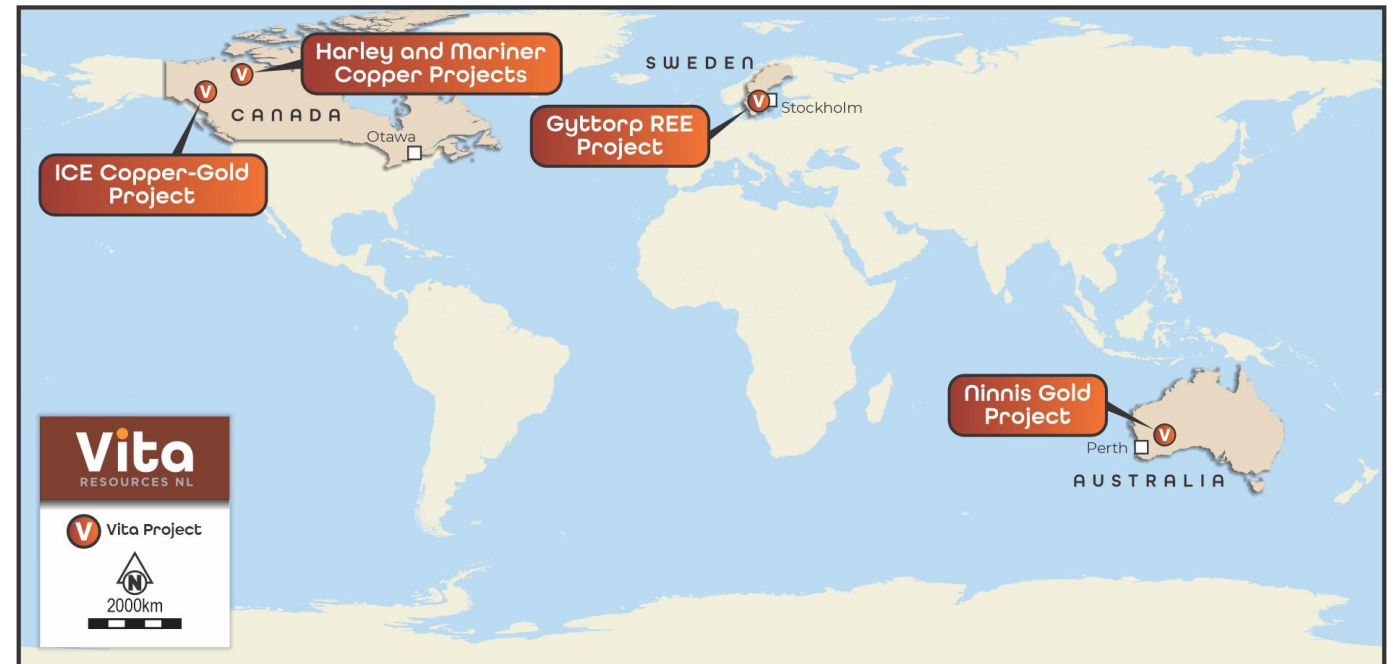 Harley and Mariner
Copper Projects
SWEDEN
V
V
CANADA
V
Stockholm
Gyttorp REE
Project
Otawa
ICE Copper-Gold
Project
Ninnis Gold
Project
V
Perth
AUSTRALIA
Vita
RESOURCES NL
V Vita Project
N
2000km